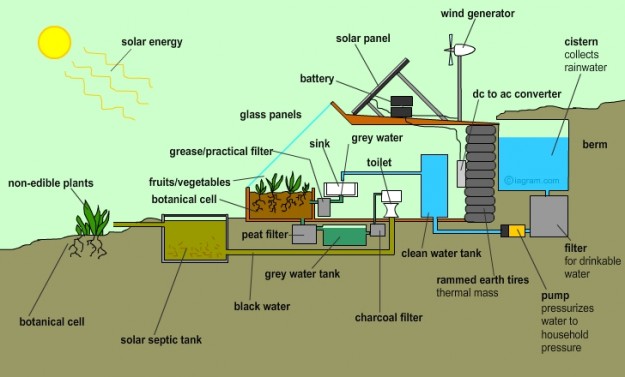 wind generator
solar energy
solar panel
cistern
collects
rainwater
battery
dc to ac converter
glass panels
grey water
sink
grease/practical filter
toilet
berm
©iagram.com
non-edible plants
fruits/vegetables
botanical cell
peat filter
clean water tank
grey water tank
rammed earth tires
thermal mass
filter
for drinkable
water
black water
pump
pressurizes
water to
household
pressure
botanical cell
charcoal filter
solar septic tank